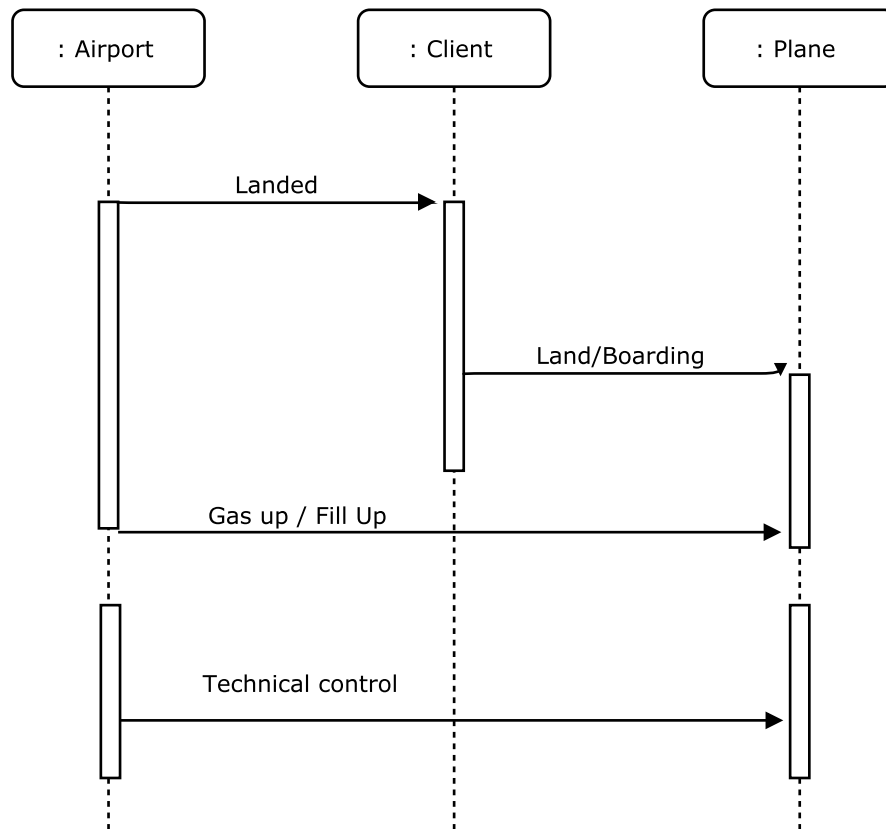 : Airport
: Client
: Plane
Landed
Land/Boarding
Gas up / Fill Up
Technical control